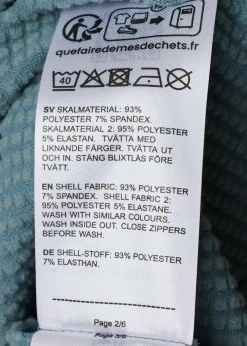 quefairedemesdechets.fr
40
SV SKALMATERIAL: 93%
POLYESTER 7% SPANDEX.
SKALMATERIAL 2: 95% POLYESTER
5% ELASTAN. TVÄTTA MED
LIKNANDE FÄRGER. TVÄTTA UT
OCH IN. STÄNG BLIXTLÅS FÖRE
TVÄTT.
EN SHELL FABRIC: 93% POLYESTER
7% SPANDEX. SHELL FABRIC 2:
95% POLYESTER 5% ELASTANE.
WASH WITH SIMILAR COLOURS.
WASH INSIDE OUT. CLOSE ZIPPERS
BEFORE WASH.
DE SHELL-STOFF: 93% POLYESTER
7% ELASTHAN.
Page 2/6
Page 3/6